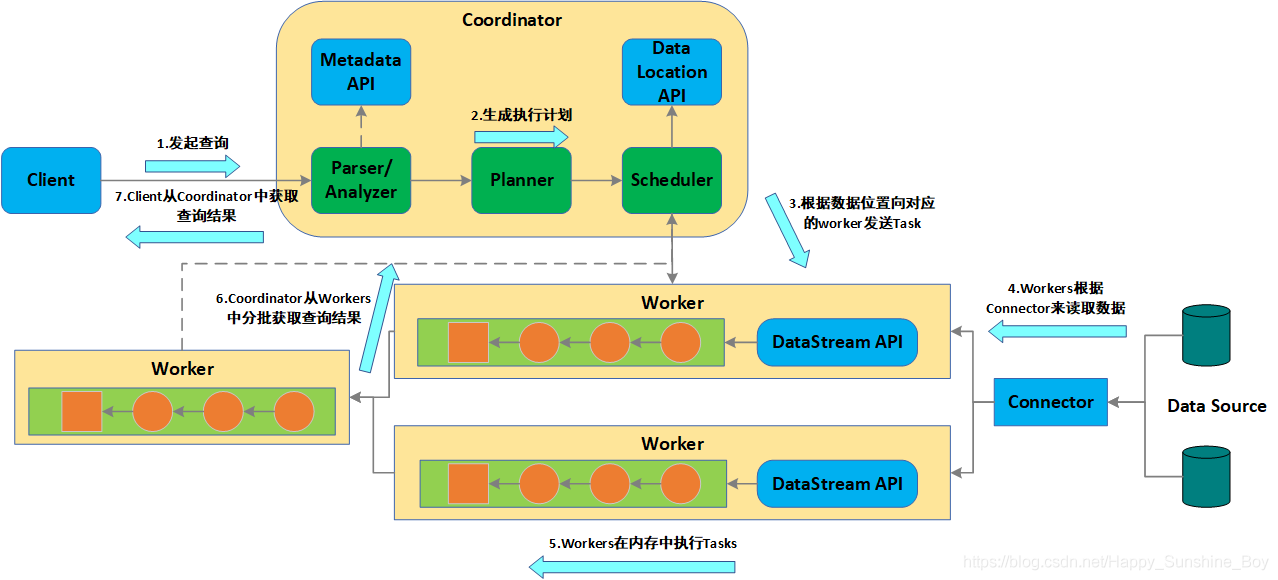 Coordinator
Metadata
API
Data
Location
API
1.发起查询
2.生成执行计划
Client
Parser/
Analyzer
Planner
Scheduler
7.Client从Coordinator中获取
查询结果
3.根据数据位置向对应
的worker发送Task
6.Coordinator从Workers
中分批获取查询结果
4.Workers根据
Connector来读取数据
Worker
DataStream API
Worker
Connector
Data Source
Worker
DataStream API
5.Workers在内存中执行Tasks
https://blog.csdn.net/Happy_Sunshine_Boy